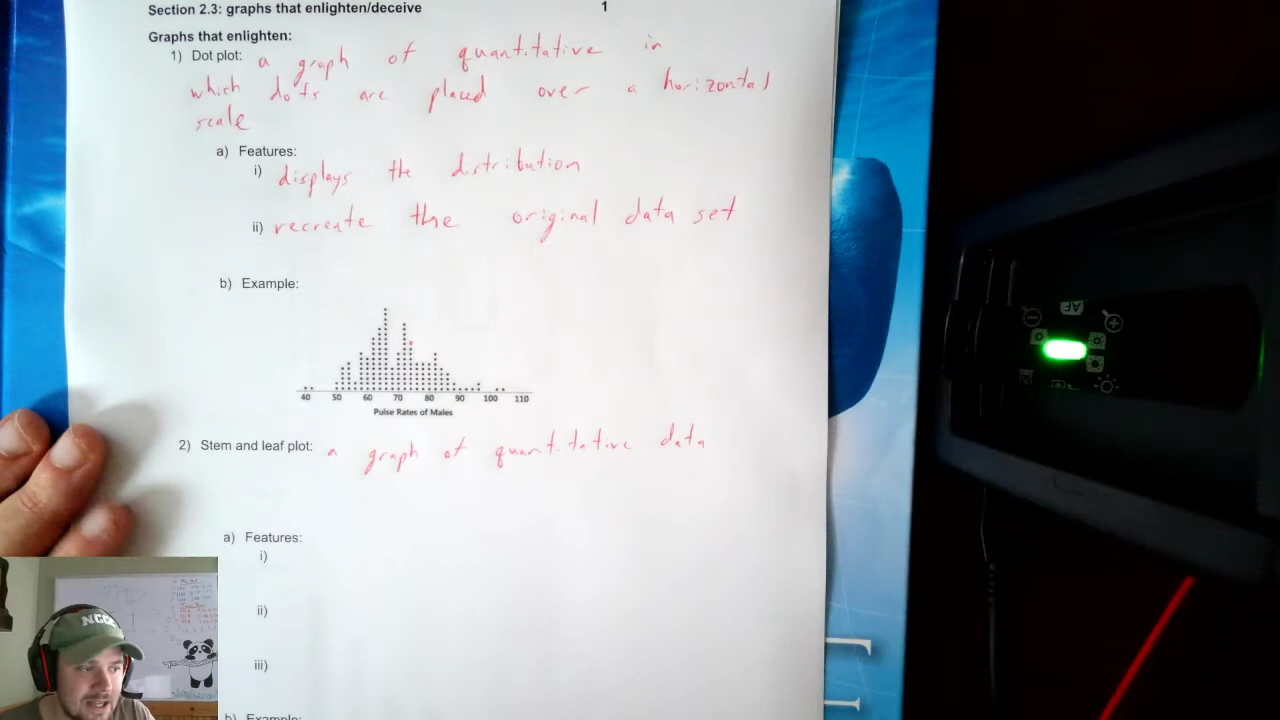 Section 2.3: graphs that enlighten/deceive 1
Graphs that enlighten:
1) Dot plot: a graph of quantitative in
which dots are placed over a horizontal
scale
a) Features:
i) displays the distribution
ii) recreate the original data set
b) Example:
40 50 60 70 80 90 100 110
Pulse Rates of Males
2) Stem and leaf plot: a graph of quantitative data
a) Features:
i)
ii)
iii)
b) Example:
AF